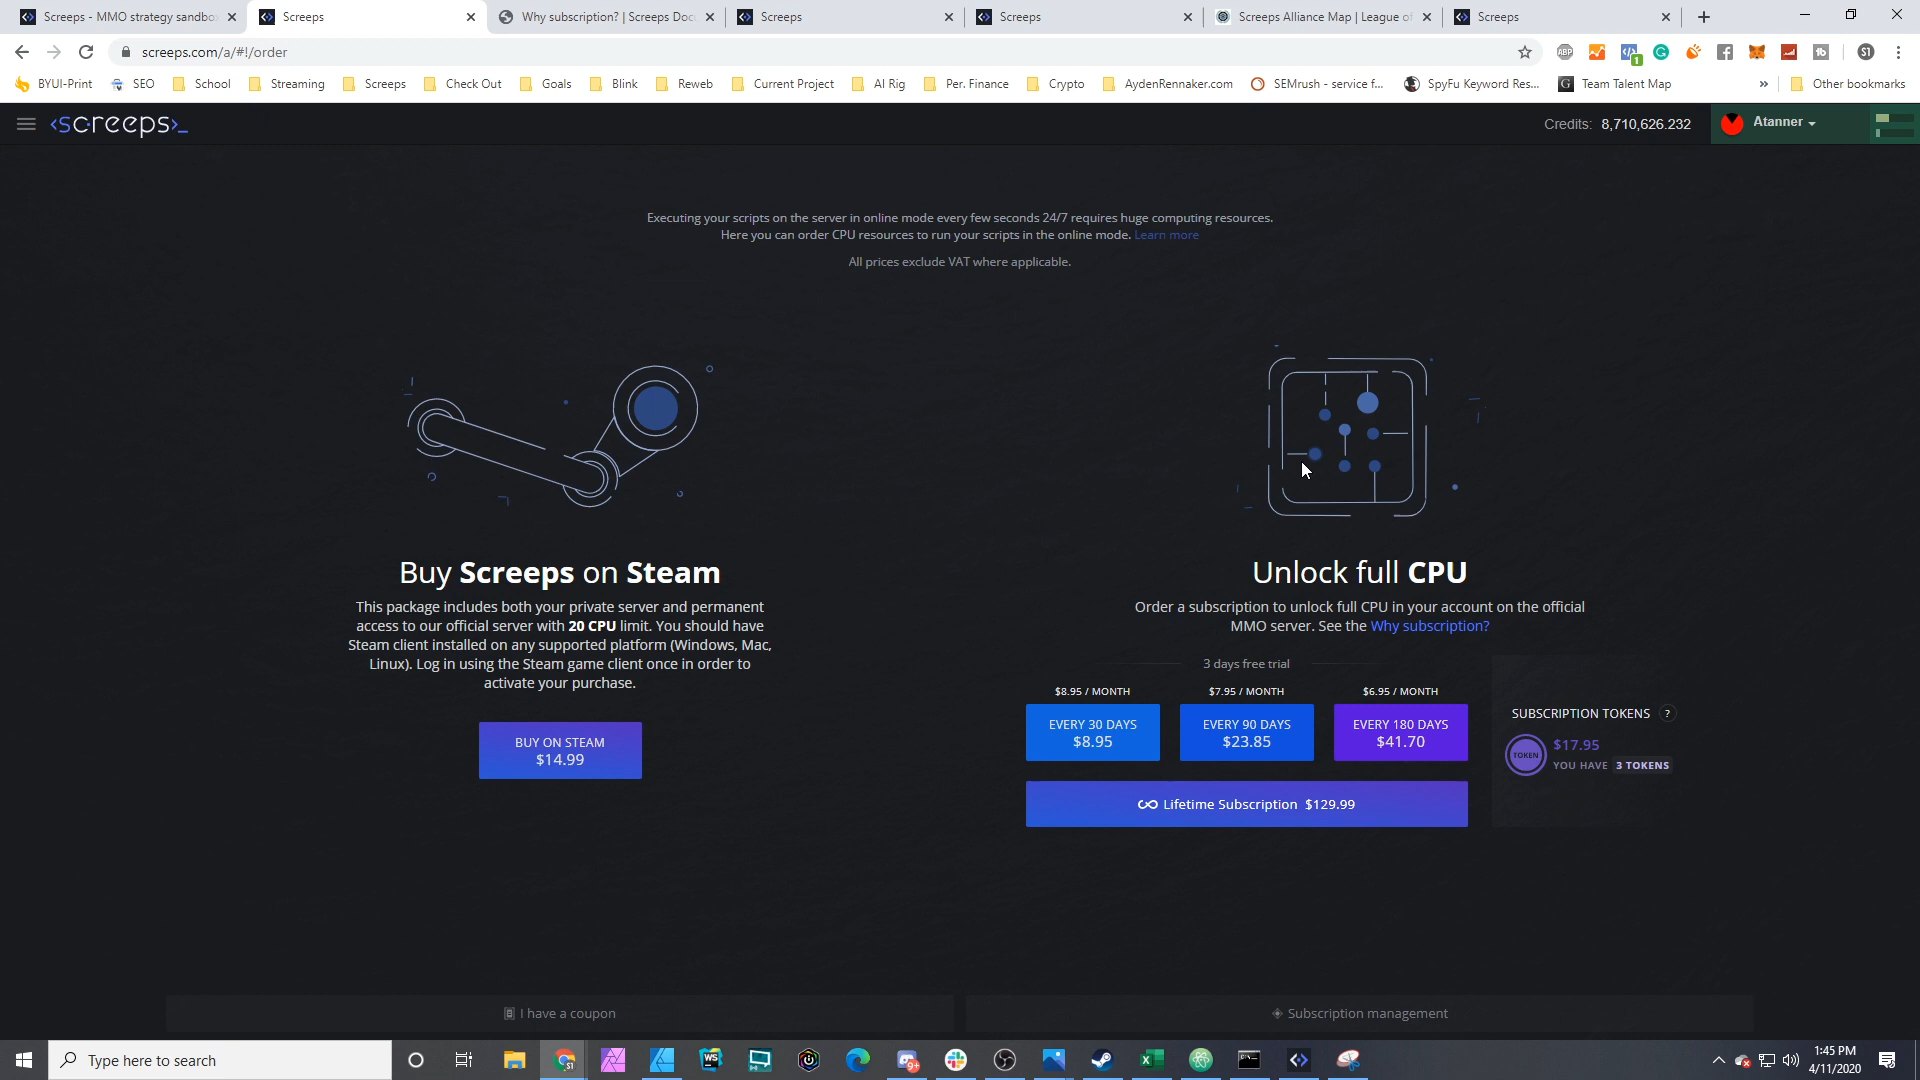 Screeps - MMO strategy sandbo
Screeps
Why subscription? | Screeps Doc
Screeps
Screeps
Screeps Alliance Map | League of
Screeps
screeps.com/a/#!/order
BYUI-Print
SEO
School
Streaming
Screeps
Check Out
Goals
Blink
Reweb
Current Project
AI Rig
Per. Finance
Crypto
AydenRennaker.com
SEMrush - service f...
SpyFu Keyword Res...
Team Talent Map
»
Other bookmarks
<screeps>_
Credits: 8,710,626.232
Atanner
Executing your scripts on the server in online mode every few seconds 24/7 requires huge computing resources.
Here you can order CPU resources to run your scripts in the online mode. Learn more
All prices exclude VAT where applicable.
Buy Screeps on Steam
This package includes both your private server and permanent
access to our official server with 20 CPU limit. You should have
Steam client installed on any supported platform (Windows, Mac,
Linux). Log in using the Steam game client once in order to
activate your purchase.
BUY ON STEAM
$14.99
Unlock full CPU
Order a subscription to unlock full CPU in your account on the official
MMO server. See the Why subscription?
3 days free trial
$8.95 / MONTH
$7.95 / MONTH
$6.95 / MONTH
EVERY 30 DAYS
$8.95
EVERY 90 DAYS
$23.85
EVERY 180 DAYS
$41.70
Lifetime Subscription $129.99
SUBSCRIPTION TOKENS ?
TOKEN
$17.95
YOU HAVE 3 TOKENS
I have a coupon
Subscription management
Type here to search
1:45 PM
4/11/2020